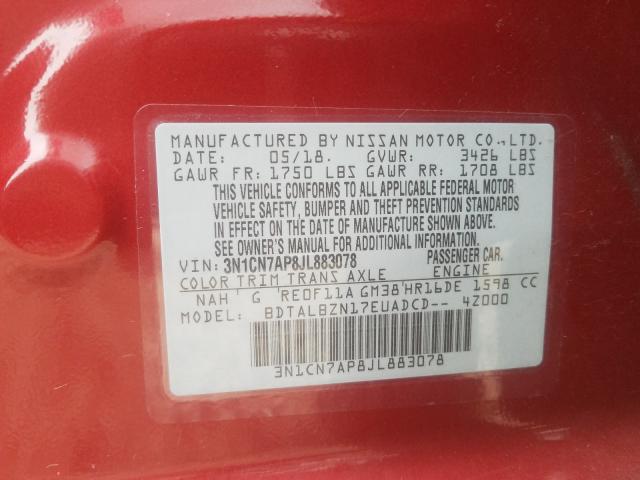 MANUFACTURED BY NISSAN MOTOR CO., LTD.
DATE: 05/18. GVWR: 3426 LBS
GAWR FR: 1750 LBS GAWR RR: 1708 LBS
THIS VEHICLE CONFORMS TO ALL APPLICABLE FEDERAL MOTOR
VEHICLE SAFETY, BUMPER AND THEFT PREVENTION STANDARDS
IN EFFECT ON THE DATE OF MANUFACTURE SHOWN ABOVE.
SEE OWNER'S MANUAL FOR ADDITIONAL INFORMATION.
VIN: 3N1CN7AP8JL883078 PASSENGER CAR.
COLOR TRIM TRANS AXLE ENGINE
NAH ' G 'RE0F11A GM38'HR16DE 1598 CC
MODEL: BDTALBZN17EUADCD-- 4Z000
3N1CN7AP8JL883078